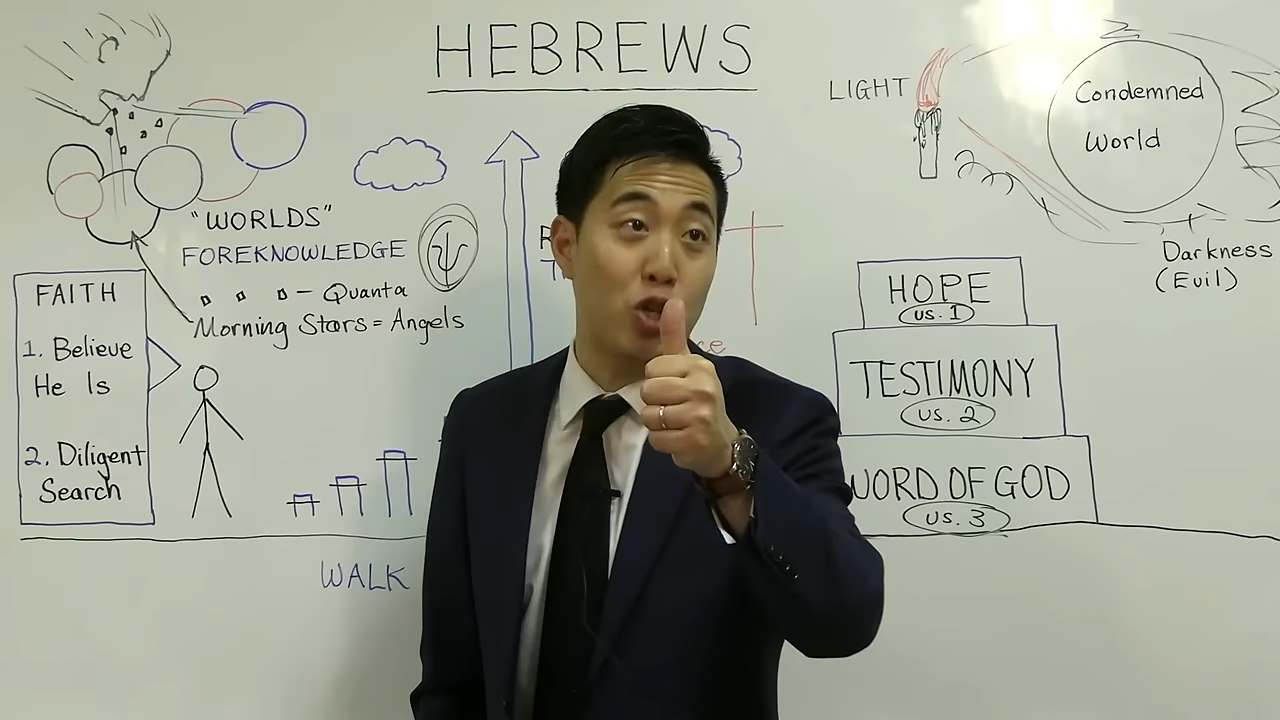 HEBREWS
"WORLDS"
FOREKNOWLEDGE
Quanta
Morning Stars = Angels
FAITH
1. Believe
He Is
2. Diligent
Search
WALK
LIGHT
Condemned
World
Darkness
(Evil)
HOPE
vs. 1
TESTIMONY
vs. 2
WORD OF GOD
vs. 3